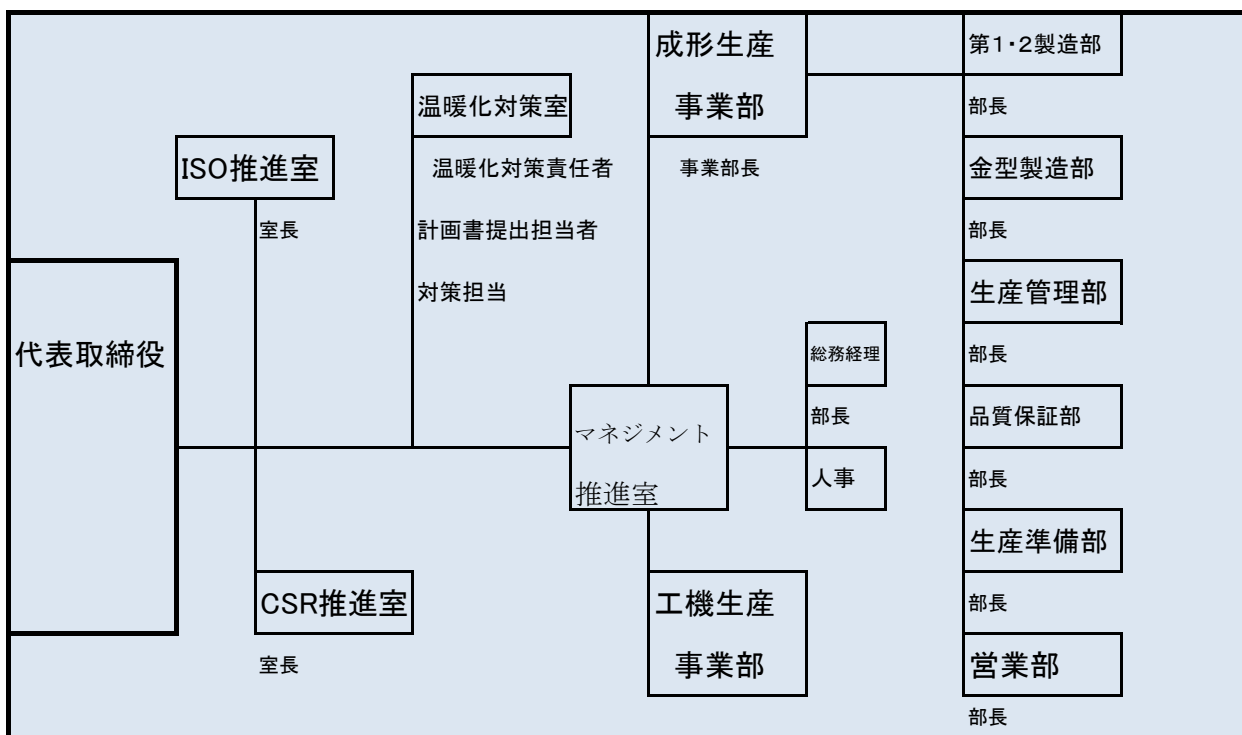 成形生産
事業部
事業部長
第1・2製造部
部長
温暖化対策室
温暖化対策責任者
計画書提出担当者
対策担当
ISO推進室
室長
金型製造部
部長
生産管理部
部長
代表取締役
総務経理
部長
人事
マネジメント
推進室
品質保証部
部長
生産準備部
部長
CSR推進室
室長
工機生産
事業部
営業部
部長